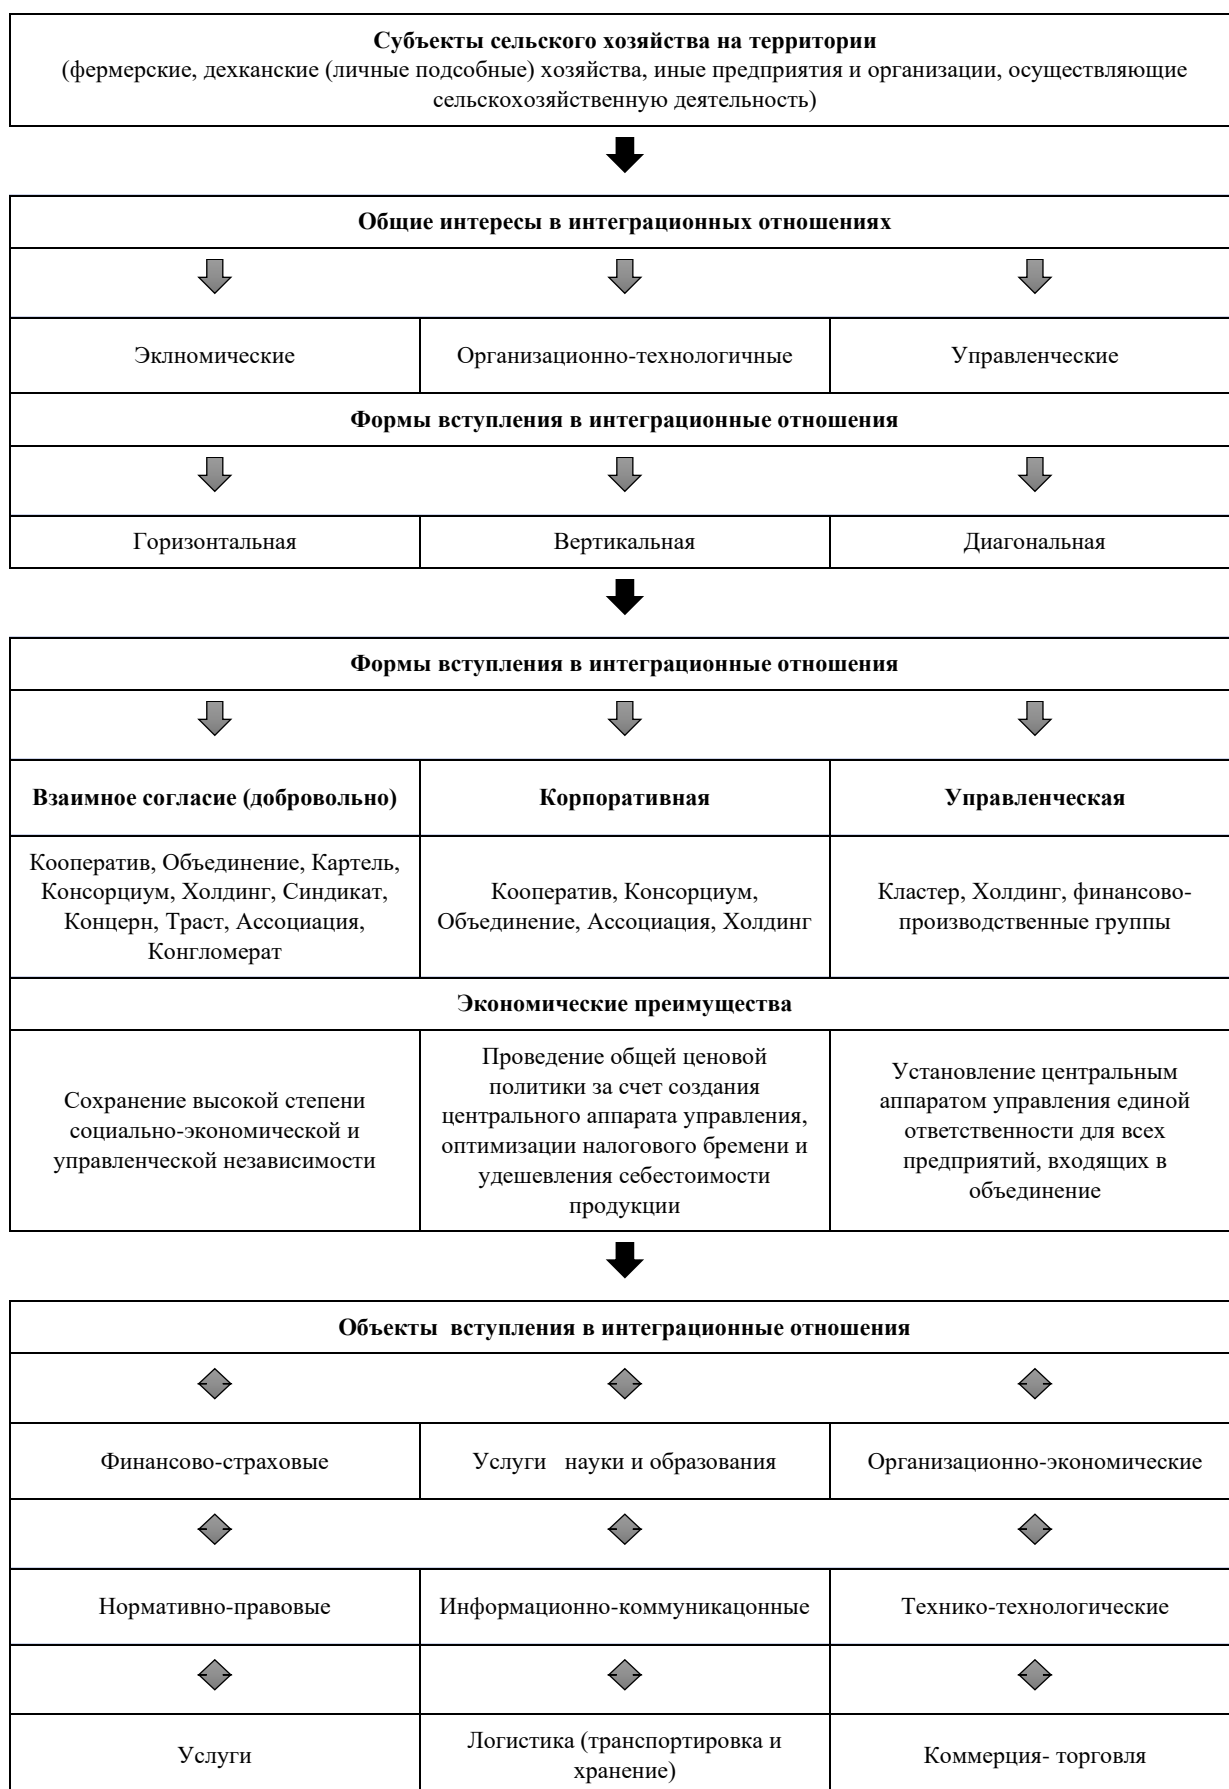 Субъекты сельского хозяйства на территории
(фермерские, дехканские (личные подсобные) хозяйства, иные предприятия и организации, осуществляющие
сельскохозяйственную деятельность)
Общие интересы в интеграционных отношениях
Эклномические
Организационно-технологичные
Управленческие
Формы вступления в интеграционные отношения
Горизонтальная
Вертикальная
Диагональная
Формы вступления в интеграционные отношения
Взаимное согласие (добровольно)
Корпоративная
Управленческая
Кооператив, Объединение, Картель,
Консорциум, Холдинг, Синдикат,
Концерн, Траст, Ассоциация,
Конгломерат
Кооператив, Консорциум,
Объединение, Ассоциация, Холдинг
Кластер, Холдинг, финансово-
производственные группы
Экономические преимущества
Сохранение высокой степени
социально-экономической и
управленческой независимости
Проведение общей ценовой
политики за счет создания
центрального аппарата управления,
оптимизации налогового бремени и
удешевления себестоимости
продукции
Установление центральным
аппаратом управления единой
ответственности для всех
предприятий, входящих в
объединение
Объекты  вступления в интеграционные отношения
Финансово-страховые
Услуги   науки и образования
Организационно-экономические
Нормативно-правовые
Информационно-коммуникацонные
Технико-технологические
Услуги
Логистика (транспортировка и
хранение)
Коммерция- торговля